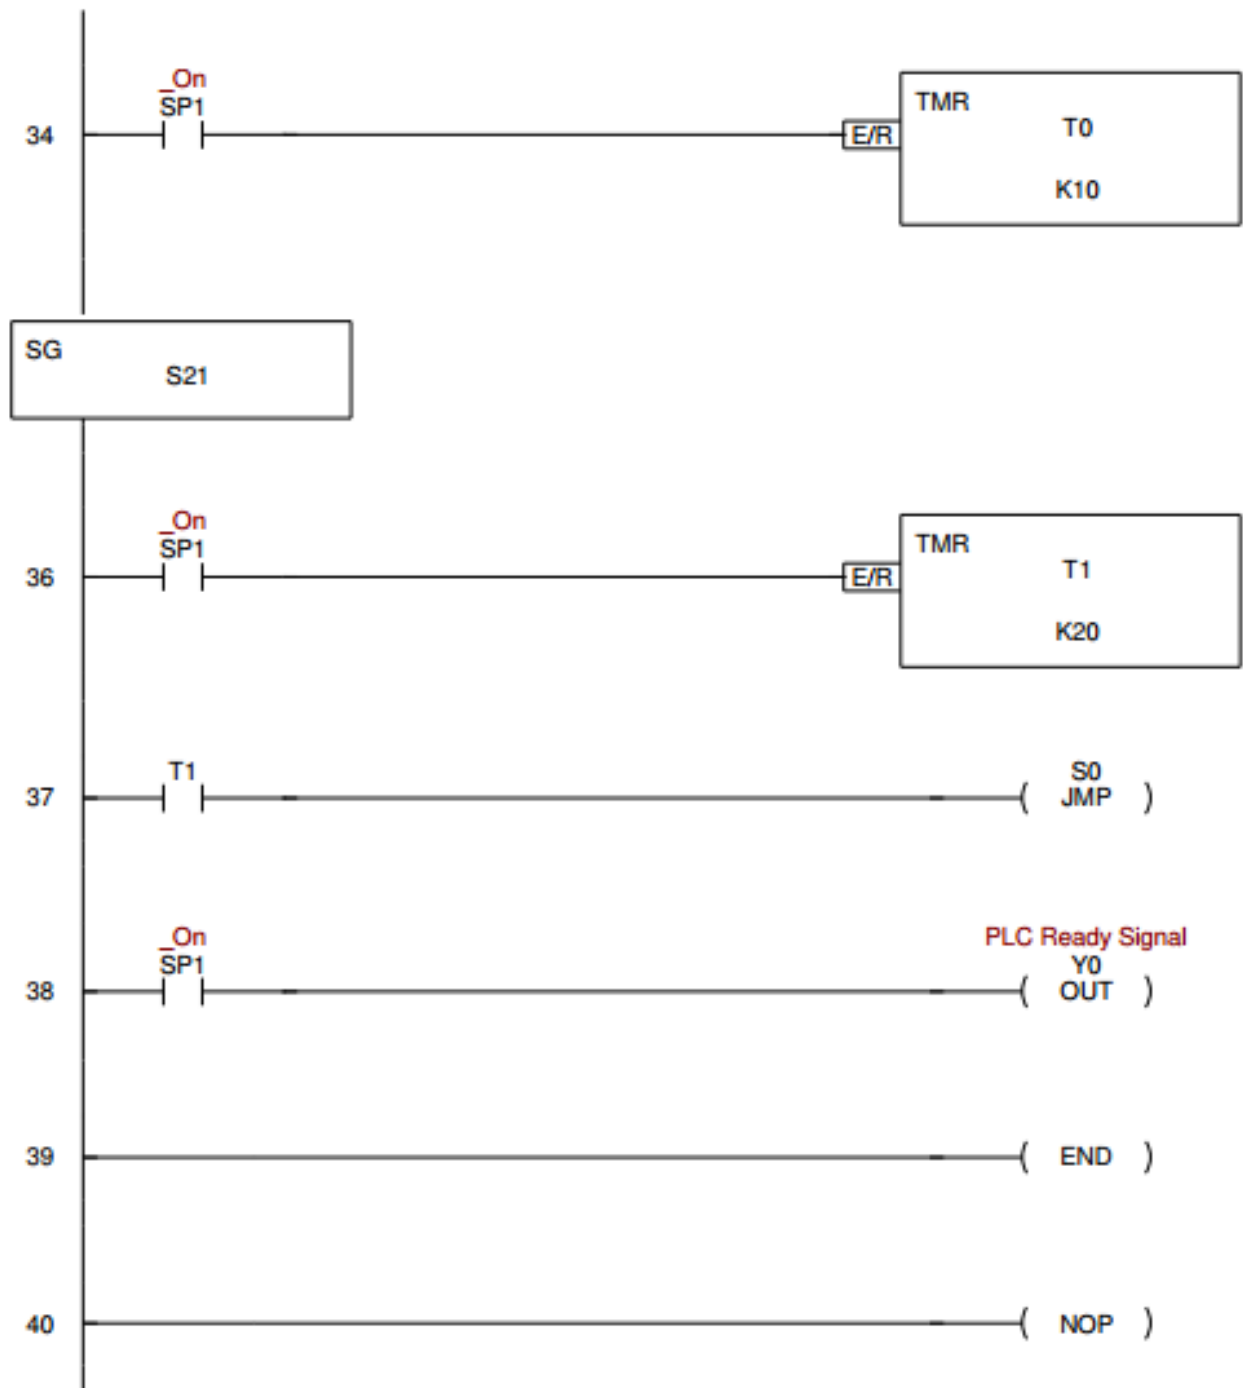 _On
SP1
34
E/R
TMR
T0
K10
SG
S21
_On
SP1
36
E/R
TMR
T1
K20
T1
37
S0
( JMP )
_On
SP1
38
PLC Ready Signal
Y0
( OUT )
39
( END )
40
( NOP )